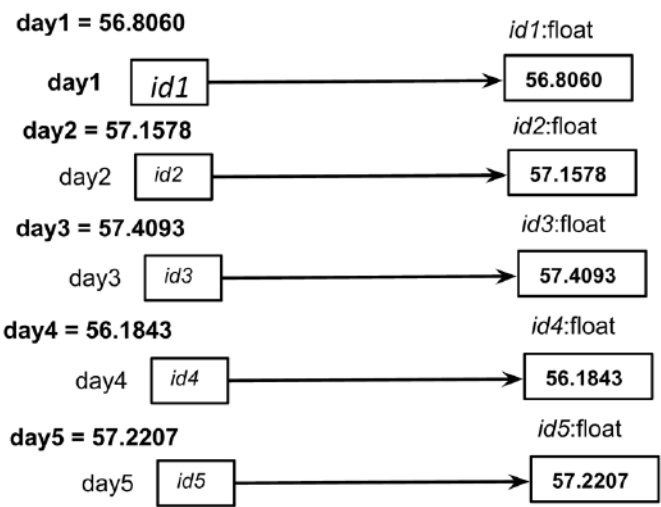 day1 = 56.8060
id1:float
day1 id1 56.8060
day2 = 57.1578
id2:float
day2 id2 57.1578
day3 = 57.4093
id3:float
day3 id3 57.4093
day4 = 56.1843
id4:float
day4 id4 56.1843
day5 = 57.2207
id5:float
day5 id5 57.2207